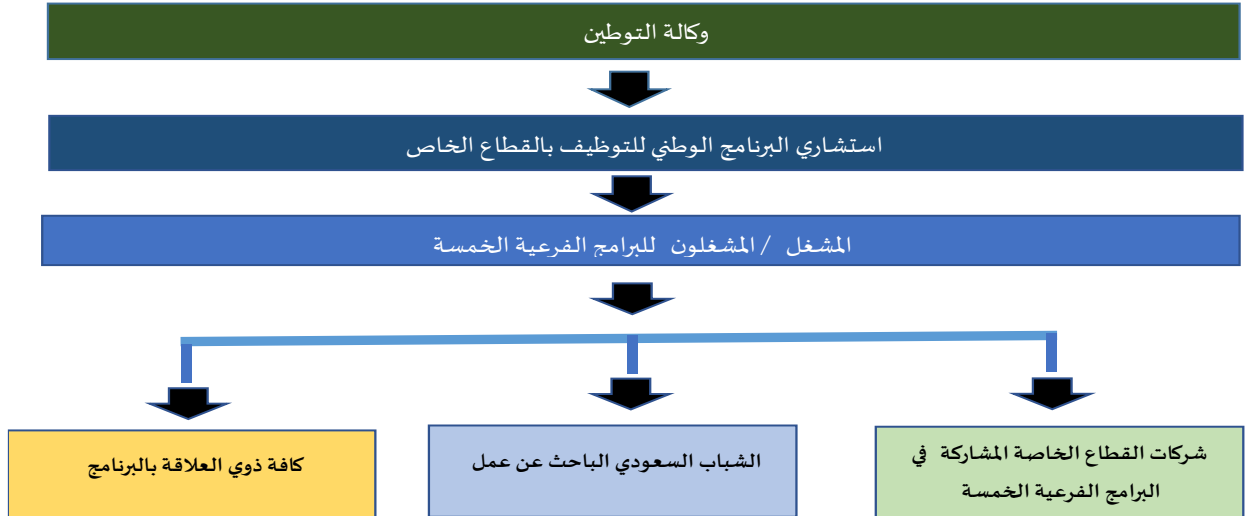 وكالة التوطين
استشاري البرنامج الوطني للتوظيف بالقطاع الخاص
المشغل / المشغلون للبرامج الفرعية الخمسة
شركات القطاع الخاصة المشاركة في
البرامج الفرعية الخمسة
الشباب السعودي الباحث عن عمل
كافة ذوي العلاقة بالبرنامج